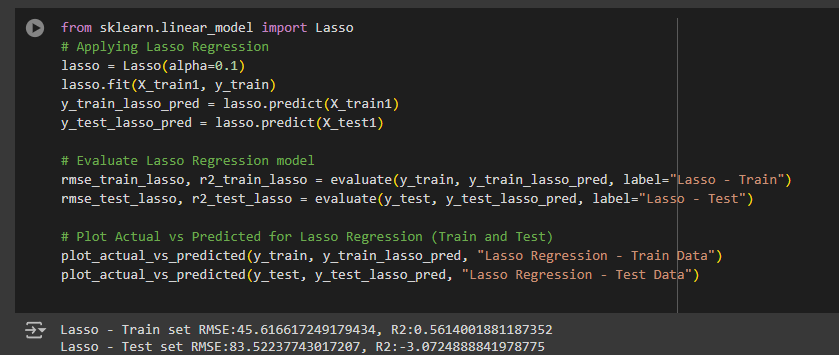 from sklearn.linear_model import Lasso
# Applying Lasso Regression
lasso = Lasso(alpha=0.1)
lasso.fit(X_train1, y_train)
y_train_lasso_pred = lasso.predict(X_train1)
y_test_lasso_pred = lasso.predict(X_test1)
# Evaluate Lasso Regression model
rmse_train_lasso, r2_train_lasso = evaluate(y_train, y_train_lasso_pred, label="Lasso - Train")
rmse_test_lasso, r2_test_lasso = evaluate(y_test, y_test_lasso_pred, label="Lasso - Test")
# Plot Actual vs Predicted for Lasso Regression (Train and Test)
plot_actual_vs_predicted(y_train, y_train_lasso_pred, "Lasso Regression - Train Data")
plot_actual_vs_predicted(y_test, y_test_lasso_pred, "Lasso Regression - Test Data")
Lasso - Train set RMSE:45.616617249179434, R2:0.5614001881187352
Lasso - Test set RMSE:83.52237743017207, R2:-3.0724888841978775